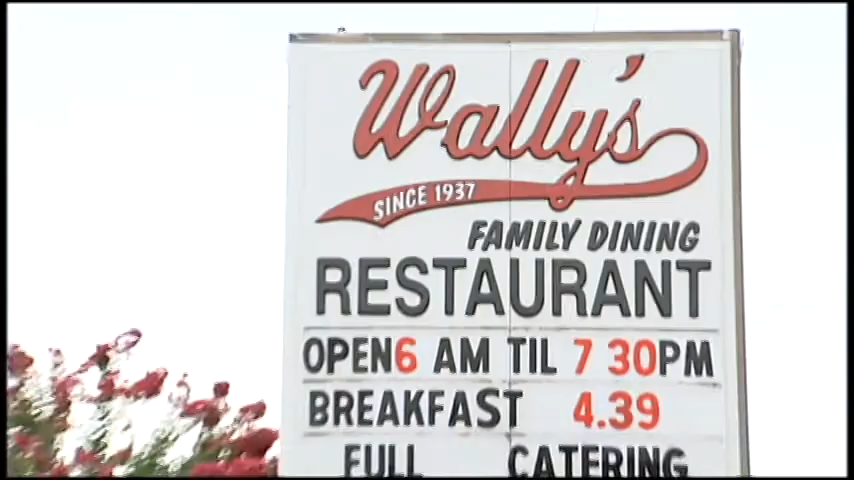 Wally's
SINCE 1937
FAMILY DINING
RESTAURANT
OPEN 6 AM TIL 7 30PM
BREAKFAST 4.39
FULL CATERING